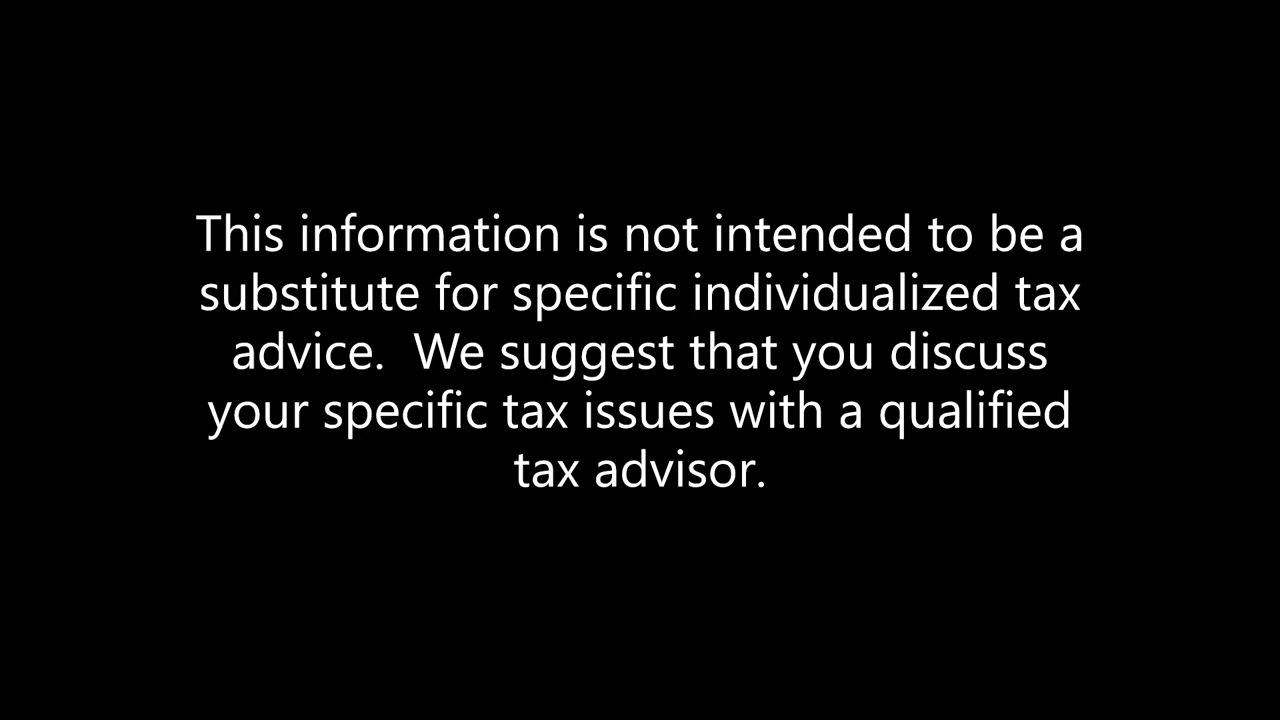 This information is not intended to be a
substitute for specific individualized tax
advice.  We suggest that you discuss
your specific tax issues with a qualified
tax advisor.